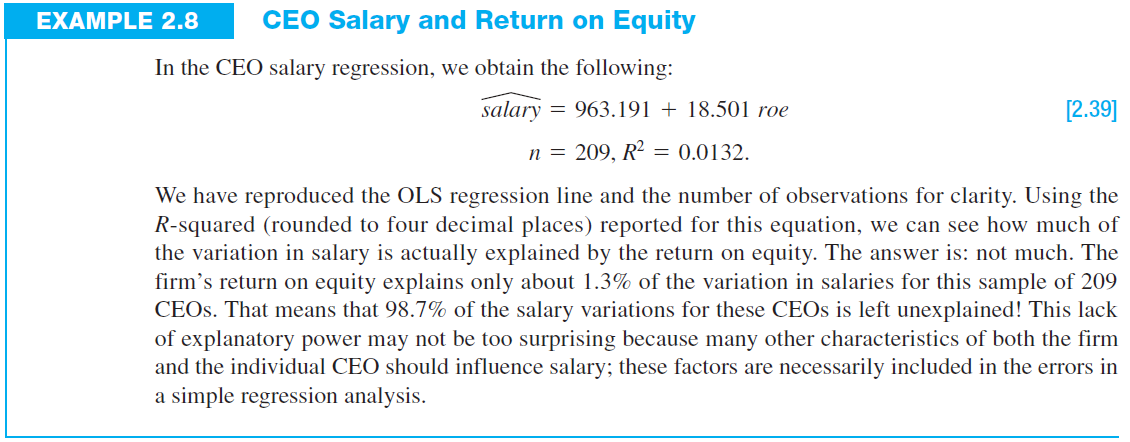 EXAMPLE 2.8 CEO Salary and Return on Equity
In the CEO salary regression, we obtain the following:
salary = 963.191 + 18.501 roe [2.39]
n = 209, R² = 0.0132.
We have reproduced the OLS regression line and the number of observations for clarity. Using the
R-squared (rounded to four decimal places) reported for this equation, we can see how much of
the variation in salary is actually explained by the return on equity. The answer is: not much. The
firm’s return on equity explains only about 1.3% of the variation in salaries for this sample of 209
CEOs. That means that 98.7% of the salary variations for these CEOs is left unexplained! This lack
of explanatory power may not be too surprising because many other characteristics of both the firm
and the individual CEO should influence salary; these factors are necessarily included in the errors in
a simple regression analysis.